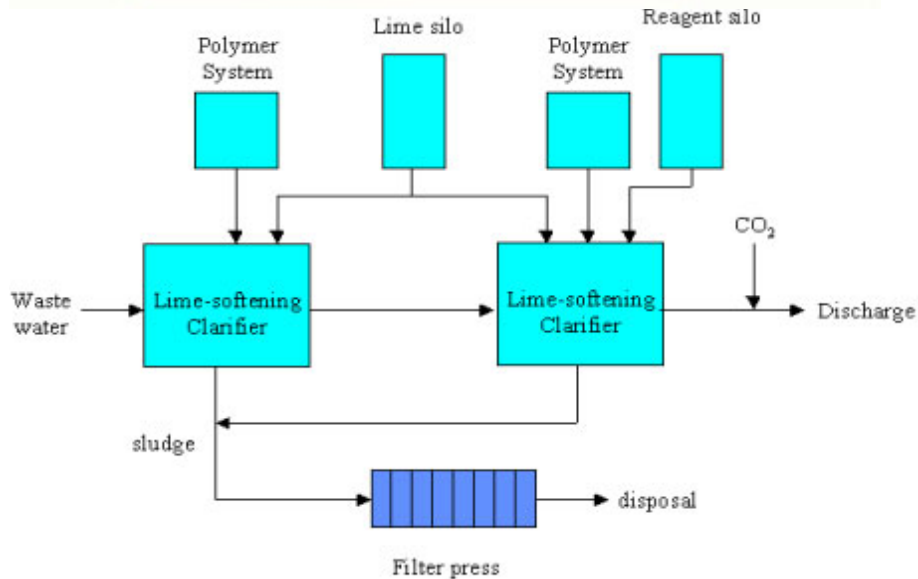 Reagent silo
Lime silo
Polymer
System
Polymer
System
CO₂
Waste
water
Lime-softening
Clarifier
Lime-softening
Clarifier
Discharge
sludge
disposal
Filter press